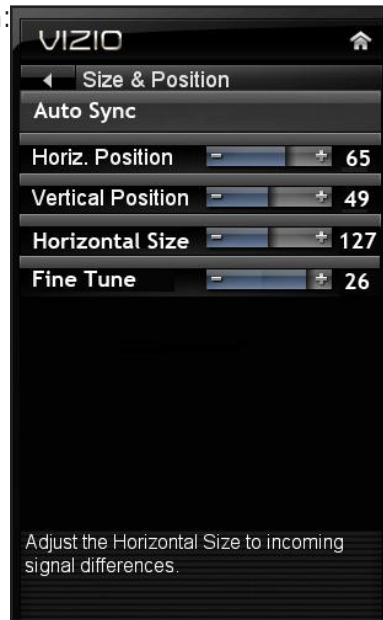 VIZIO
Size & Position
Auto Sync
Horiz. Position - + 65
Vertical Position - + 49
Horizontal Size - + 127
Fine Tune - + 26
Adjust the Horizontal Size to incoming
signal differences.